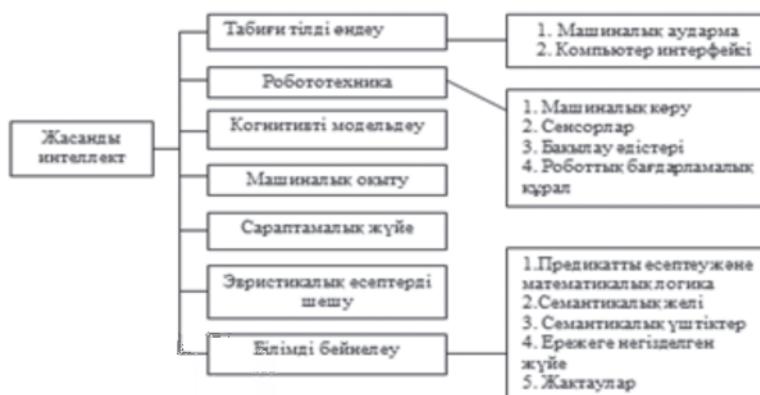 Жасанды
интеллект
Табиғи тілді өңдеу
Робототехника
Когнитивті модельдеу
Машиналық оқыту
Сараптамалық жүйе
Эвристикалық есептерді
шешу
Білімді бейнелеу
1. Машиналық аударма
2. Компьютер интерфейсі
1. Машиналық көру
2. Сенсорлар
3. Бақылау әдістері
4. Роботтық бағдарламалық
құрал
1.Предикатты есептеу және
математикалық логика
2.Семантикалық желі
3. Семантикалық үштіктер
4. Ережеге негізделген
жүйе
5. Жақтаулар